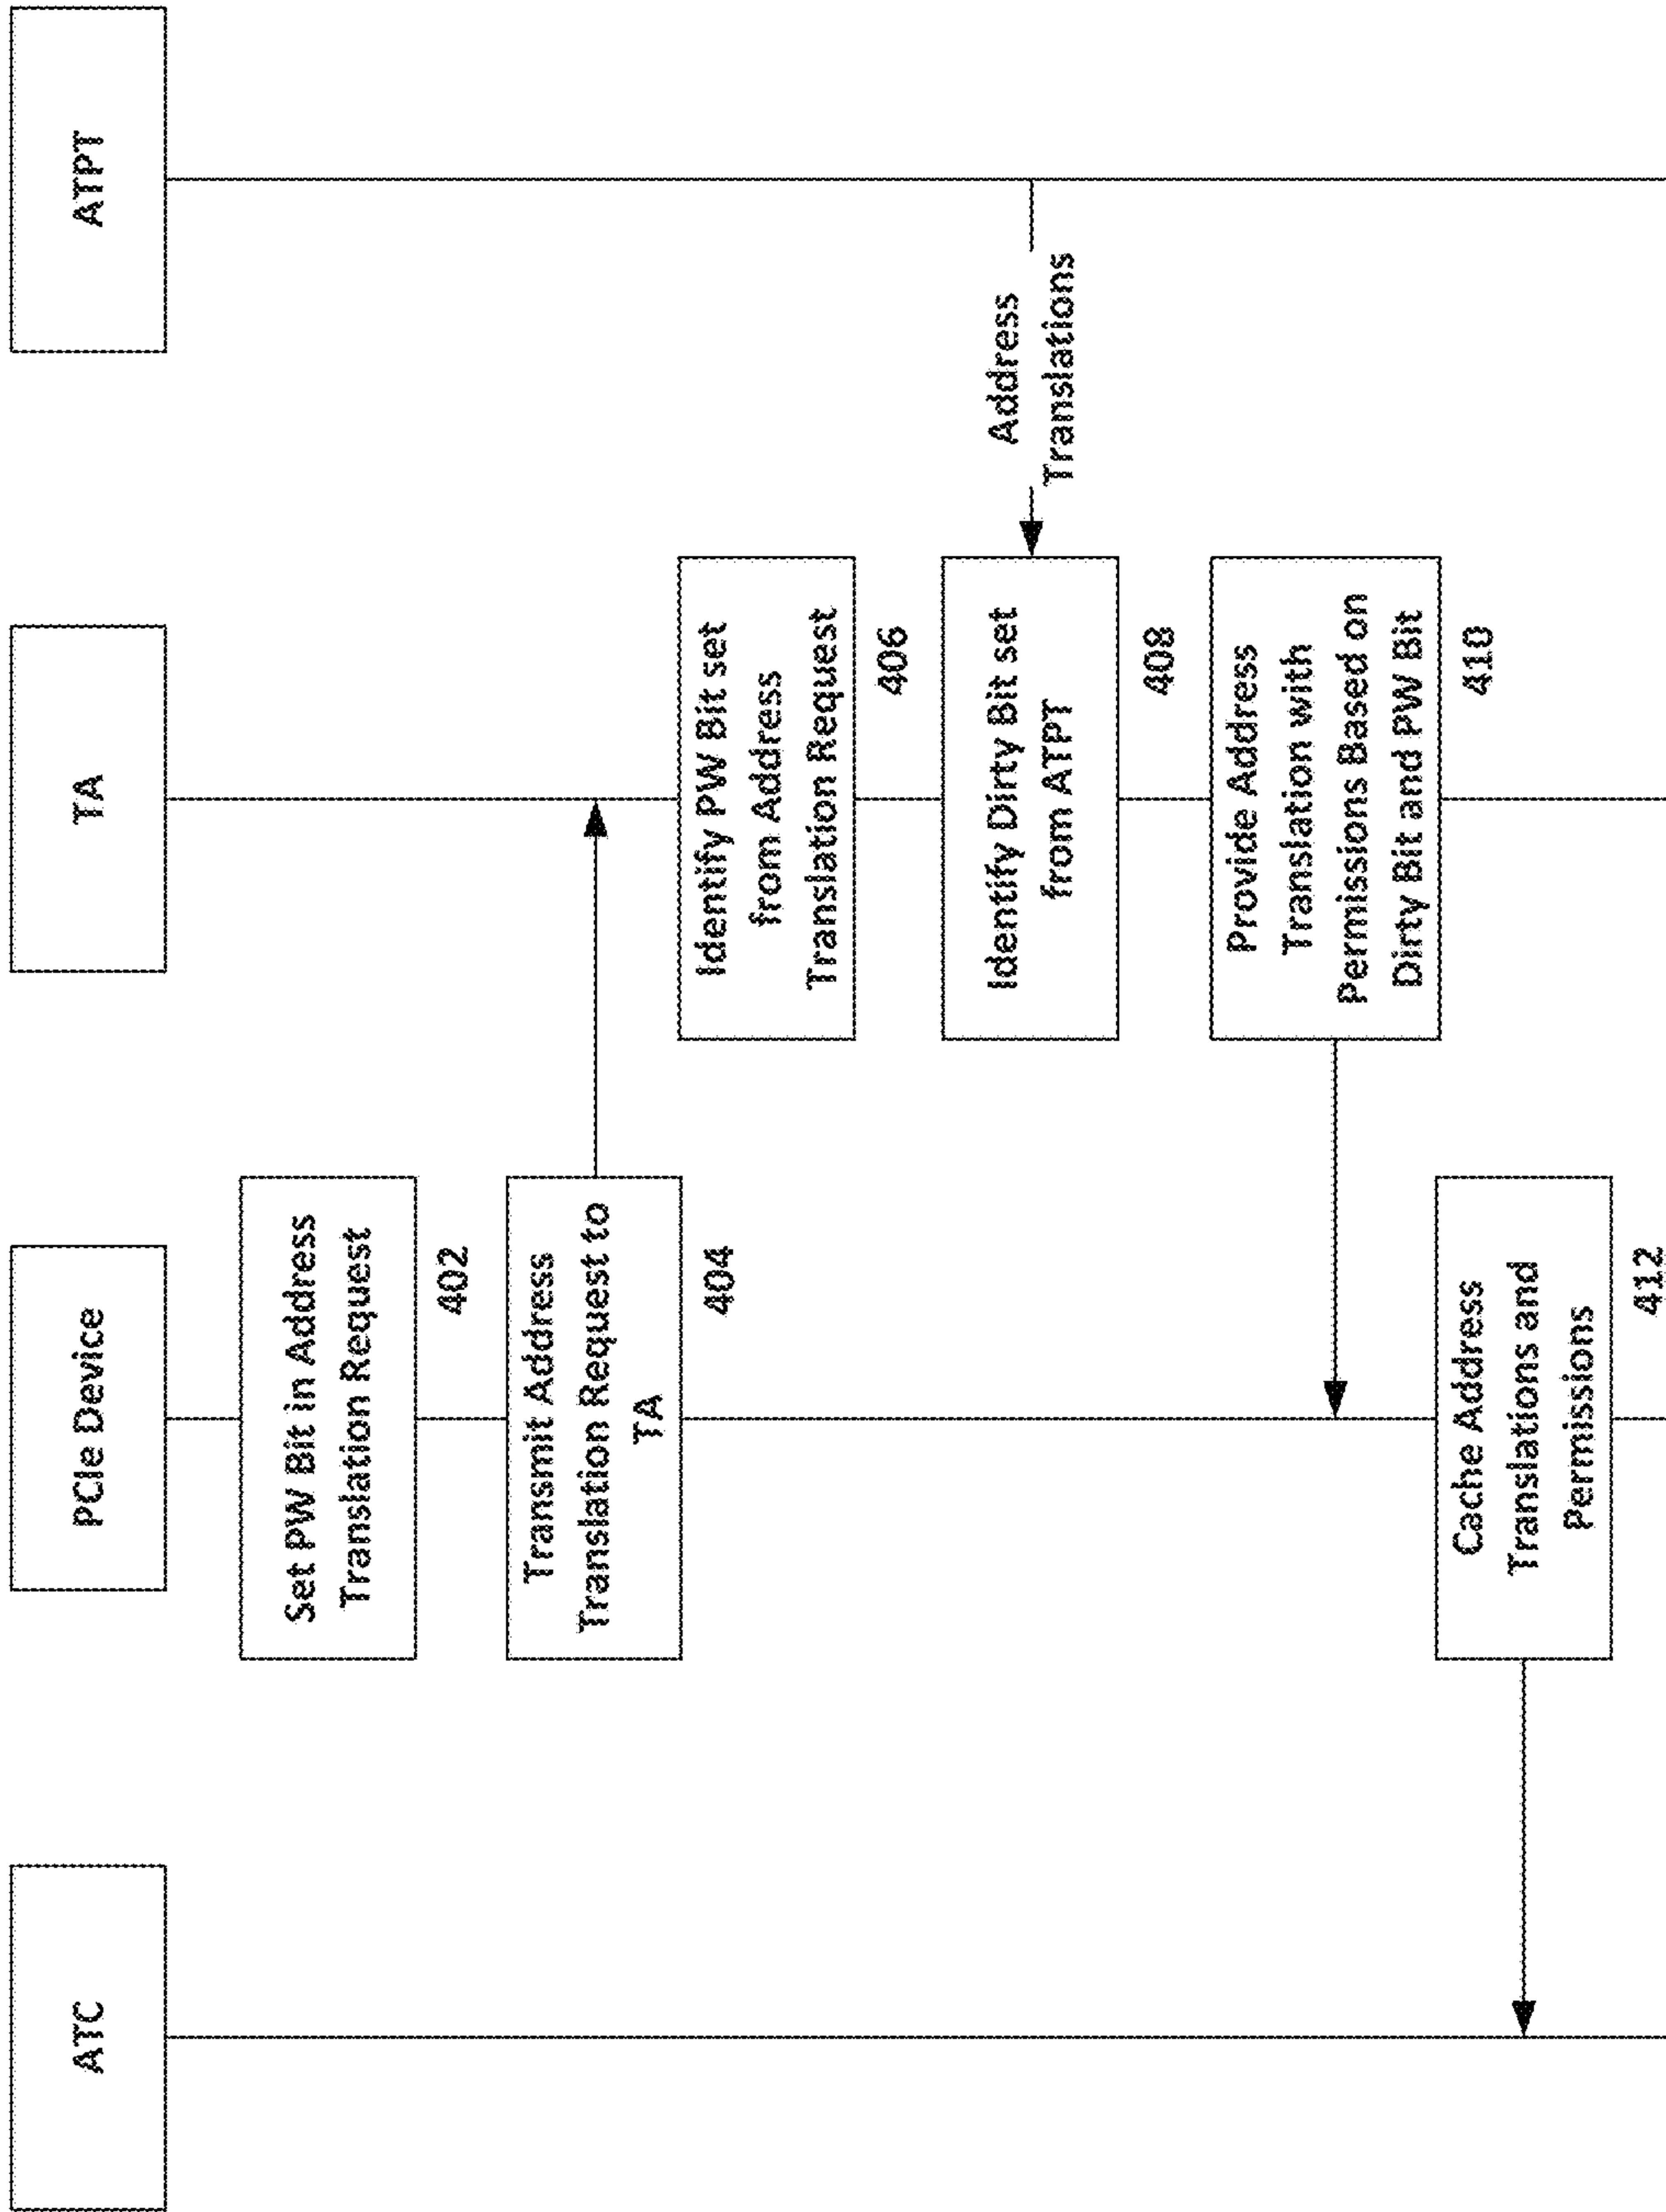 ATC
PCIe Device
TA
ATPT
Set PW Bit in Address
Translation Request
402
Transmit Address
Translation Request to
TA
404
Identify PW Bit set
from Address
Translation Request
406
Address
Translations
Identify Dirty Bit set
from ATPT
408
Provide Address
Translation with
Permissions Based on
Dirty Bit and PW Bit
410
Cache Address
Translations and
Permissions
412